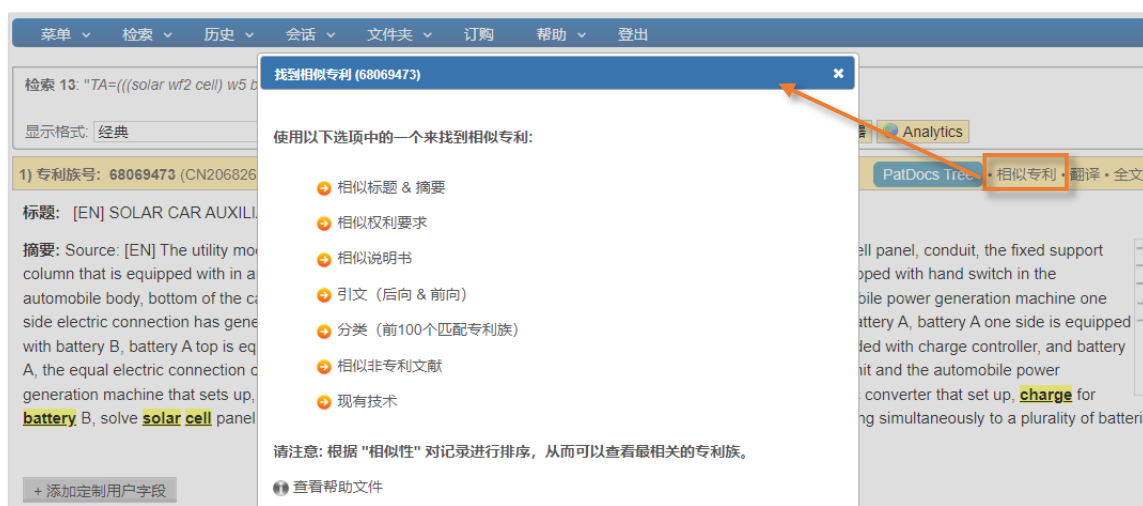 菜单 检索 历史 会话 文件夹 订购 帮助 登出
检索 13: "TA=(((solar wf2 cell) w5 b
显示格式: 经典
Analytics
1) 专利族号: 68069473 (CN206826
PatDocs Tree • 相似专利 • 翻译 • 全文
标题: [EN] SOLAR CAR AUXILI
摘要: Source: [EN] The utility mo
column that is equipped with in a
automobile body, bottom of the ca
side electric connection has gene
with battery B, battery A top is eq
A, the equal electric connection c
generation machine that sets up,
battery B, solve solar cell panel
+ 添加定制用户字段
找到相似专利 (68069473)
使用以下选项中的一个来找到相似专利:
相似标题 & 摘要
相似权利要求
相似说明书
引文（后向 & 前向）
分类（前100个匹配专利族）
相似非专利文献
现有技术
请注意: 根据 "相似性" 对记录进行排序，从而可以查看最相关的专利族。
查看帮助文件
ell panel, conduit, the fixed support
pped with hand switch in the
bile power generation machine one
attery A, battery A one side is equipped
ded with charge controller, and battery
nit and the automobile power
converter that set up, charge for
ng simultaneously to a plurality of batteri